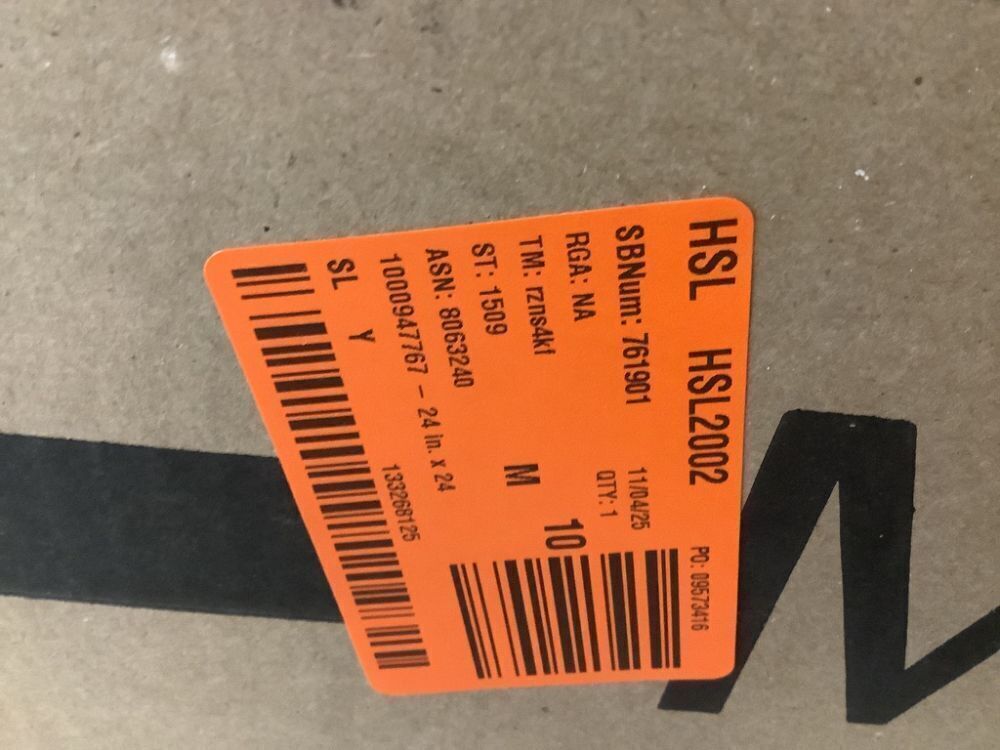 HSL HSL2002 PO: 09573416
SBNum: 761901 11/04/25
RGA: NA QTY: 1
TM: rzns4kf M 10
ST: 1509
ASN: 8063240
1000947767 - 24 in. x 24
SL Y 133268125